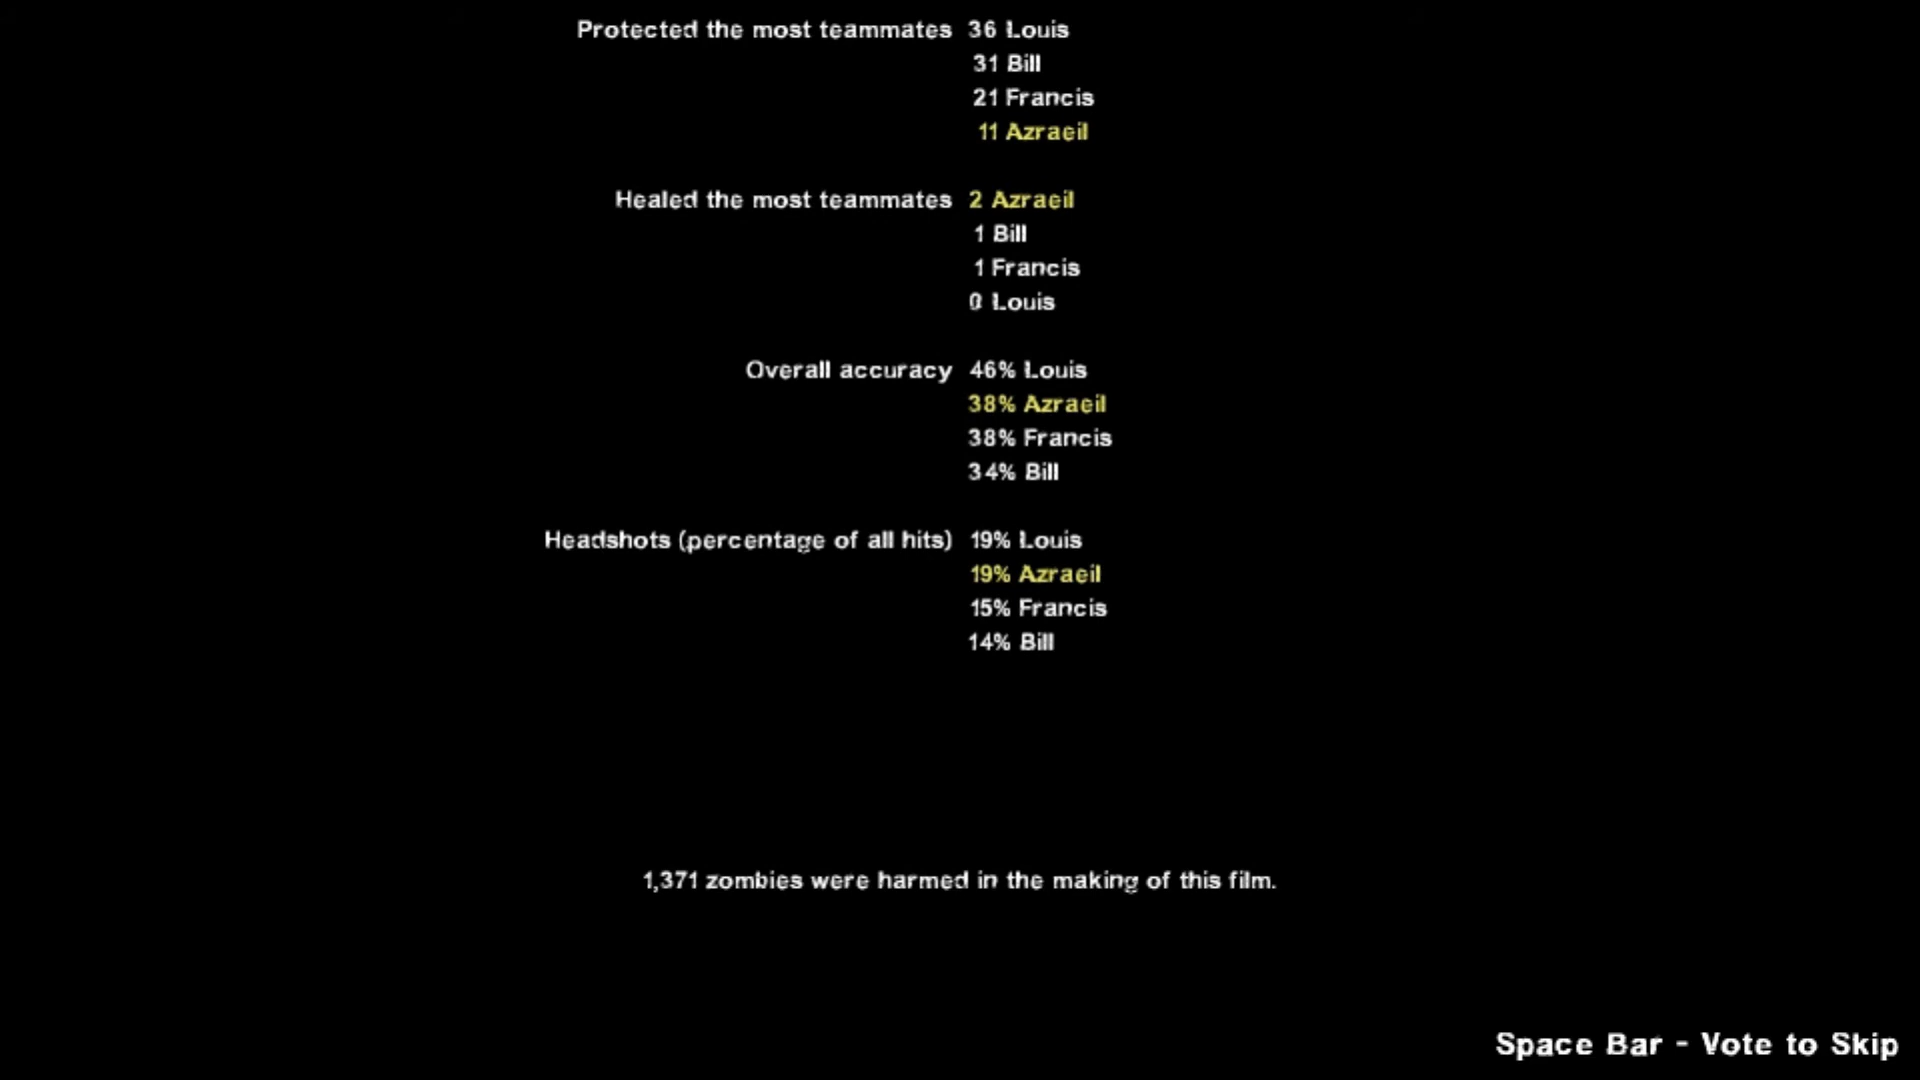 Protected the most teammates 36 Louis
31 Bill
21 Francis
11 Azraeil
Healed the most teammates 2 Azraeil
1 Bill
1 Francis
0 Louis
Overall accuracy 46% Louis
38% Azraeil
38% Francis
34% Bill
Headshots (percentage of all hits) 19% Louis
19% Azraeil
15% Francis
14% Bill
1,371 zombies were harmed in the making of this film.
Space Bar - Vote to Skip